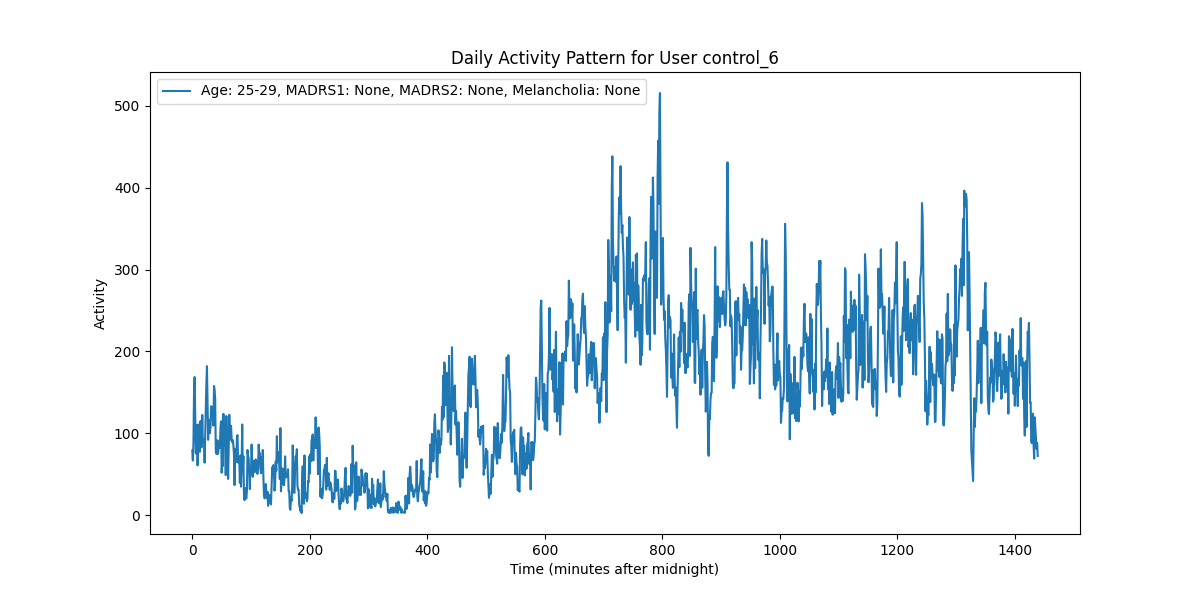 Daily Activity Pattern for User control_6
Age: 25-29, MADRS1: None, MADRS2: None, Melancholia: None
Activity
500
400
300
200
100
0
0 200 400 600 800 1000 1200 1400
Time (minutes after midnight)